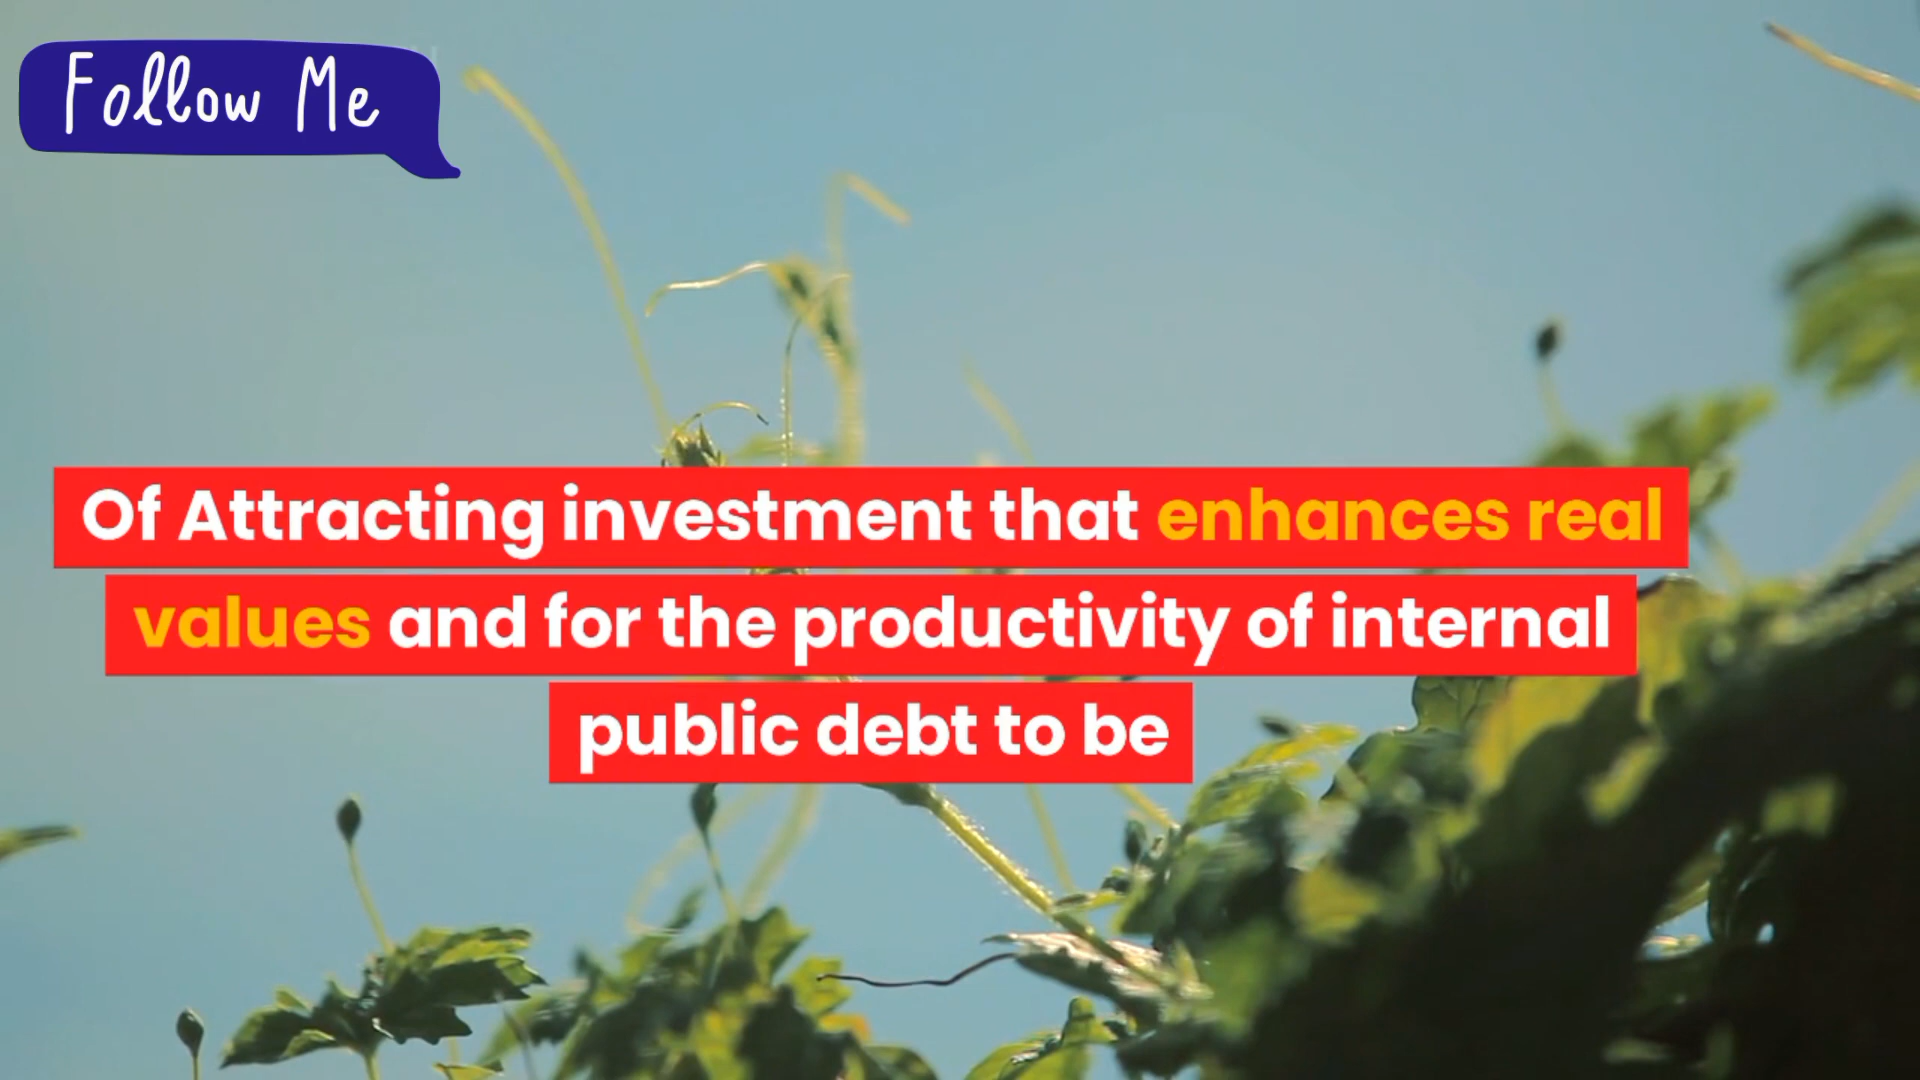 Follow Me
Of Attracting investment that enhances real
values and for the productivity of internal
public debt to be